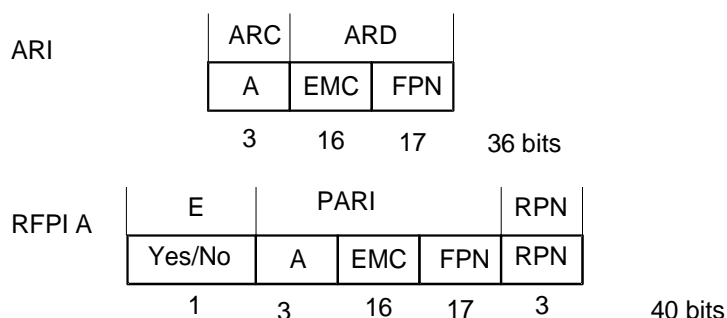 ARC ARD
ARI
A EMC FPN
3 16 17 36 bits
E PARI RPN
RFPI A
Yes/No A EMC FPN RPN
1 3 16 17 3 40 bits